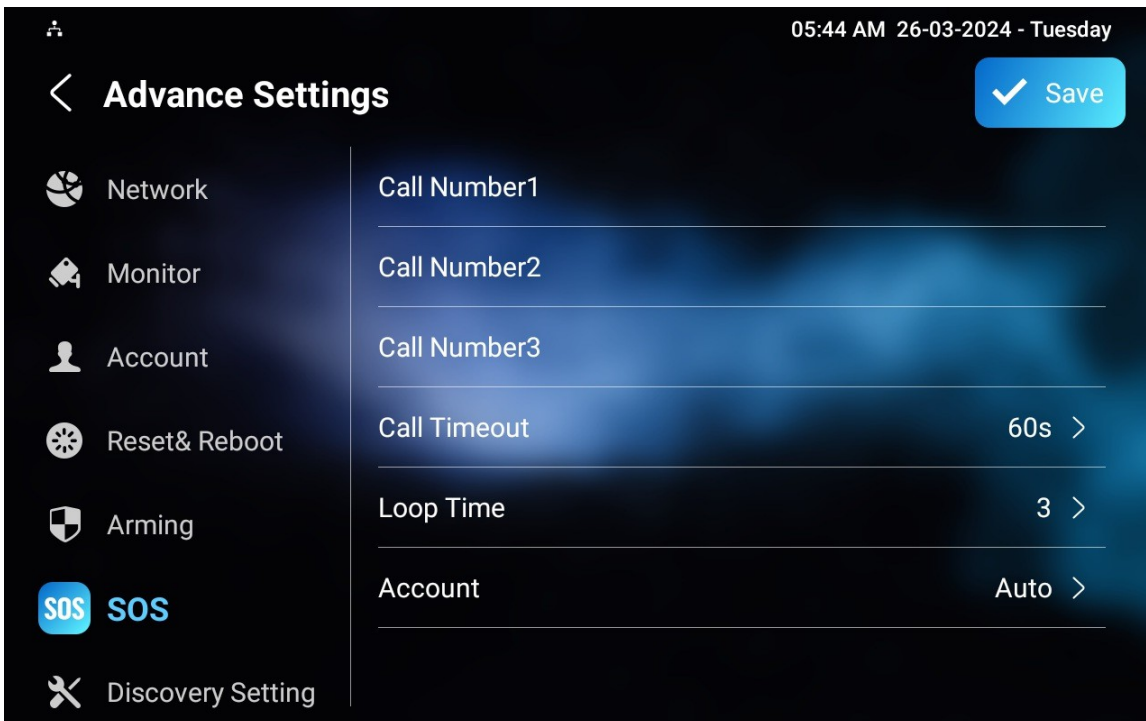 05:44 AM 26-03-2024 - Tuesday
Advance Settings
Save
Network
Monitor
Account
Reset& Reboot
Arming
SOS SOS
Discovery Setting
Call Number1
Call Number2
Call Number3
Call Timeout 60s
Loop Time 3
Account Auto